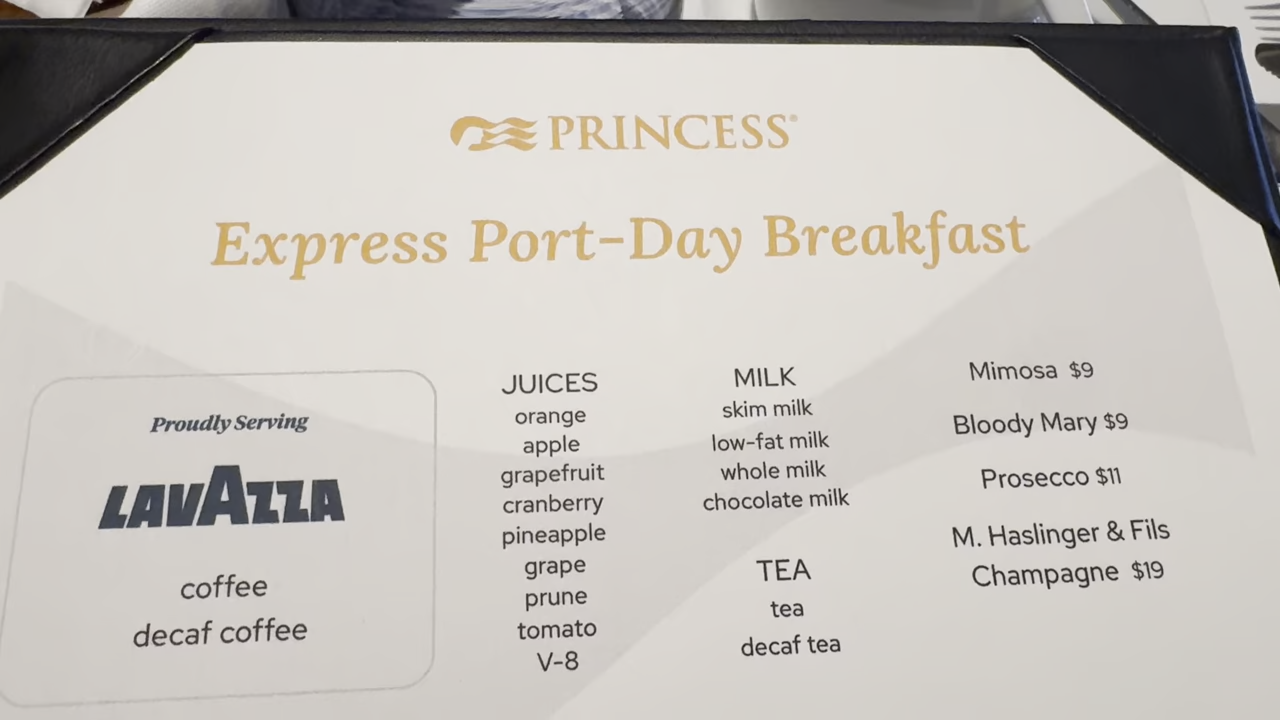 PRINCESS®
Express Port-Day Breakfast
Proudly Serving
LAVAZZA
coffee
decaf coffee
JUICES
orange
apple
grapefruit
cranberry
pineapple
grape
prune
tomato
V-8
MILK
skim milk
low-fat milk
whole milk
chocolate milk
TEA
tea
decaf tea
Mimosa $9
Bloody Mary $9
Prosecco $11
M. Haslinger & Fils
Champagne $19